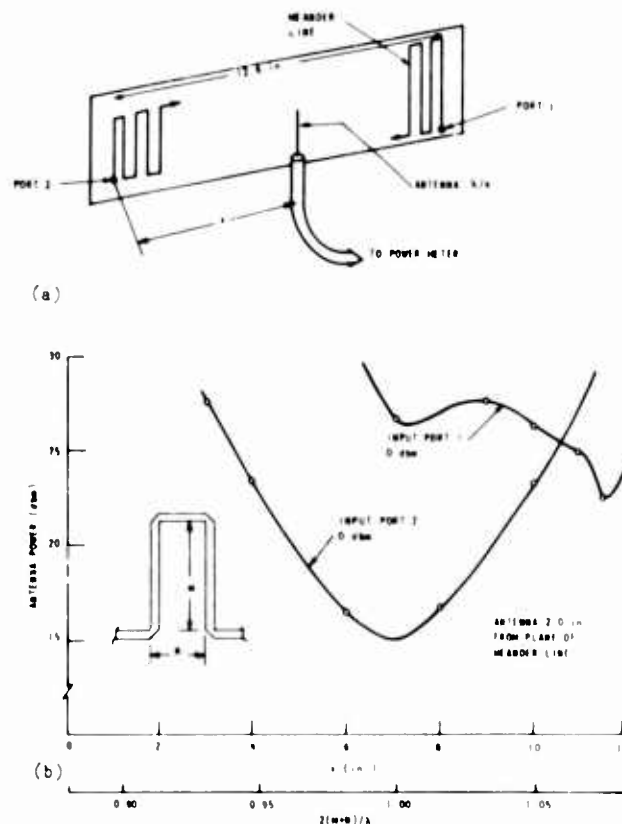 MEANDER
LINE
PORT 1
PORT 2
ANTENNA
TO POWER METER
(a)
30
25
20
15
ANTENNA POWER (dbm)
INPUT PORT 1
0 dbm
INPUT PORT 2
0 dbm
ANTENNA 2.0 in
FROM PLANE OF
MEANDER LINE
0 2 4 6 8 10 12
(b)
0.90 0.95 1.00 1.05